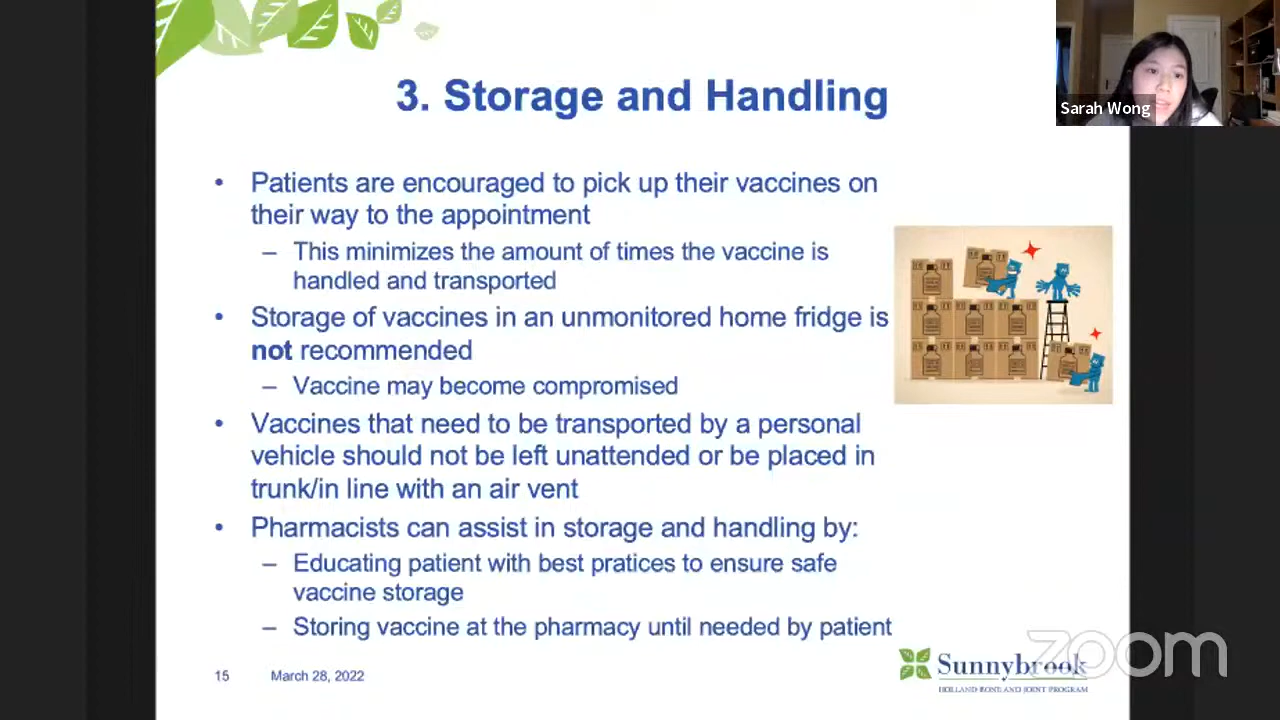 3. Storage and Handling
Sarah Wong
• Patients are encouraged to pick up their vaccines on
their way to the appointment
– This minimizes the amount of times the vaccine is
handled and transported
• Storage of vaccines in an unmonitored home fridge is
not recommended
– Vaccine may become compromised
• Vaccines that need to be transported by a personal
vehicle should not be left unattended or be placed in
trunk/in line with an air vent
• Pharmacists can assist in storage and handling by:
– Educating patient with best pratices to ensure safe
vaccine storage
– Storing vaccine at the pharmacy until needed by patient
15 March 28, 2022
Sunnybrook
HOLLAND BONE AND JOINT PROGRAM
zoom